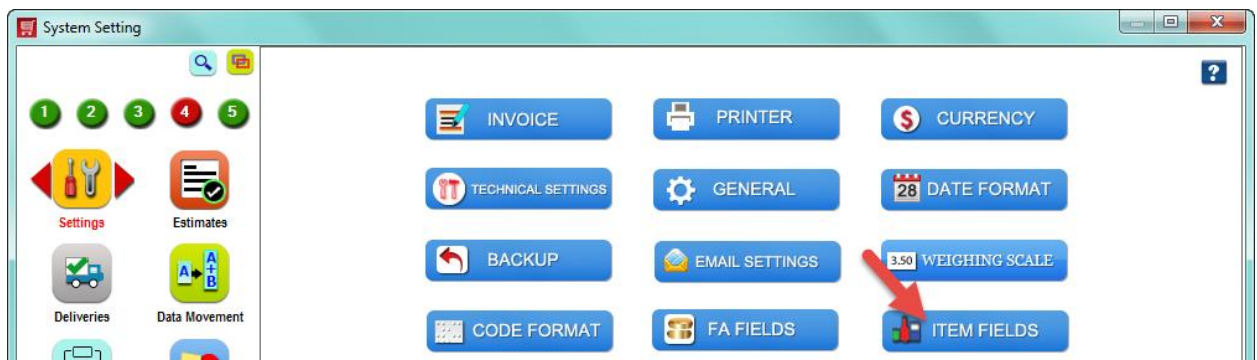 System Setting
?
1 2 3 4 5
INVOICE PRINTER $ CURRENCY
TECHNICAL SETTINGS GENERAL 28 DATE FORMAT
Settings Estimates
BACKUP EMAIL SETTINGS 3.50 WEIGHING SCALE
A A+B
Deliveries Data Movement
CODE FORMAT FA FIELDS ITEM FIELDS